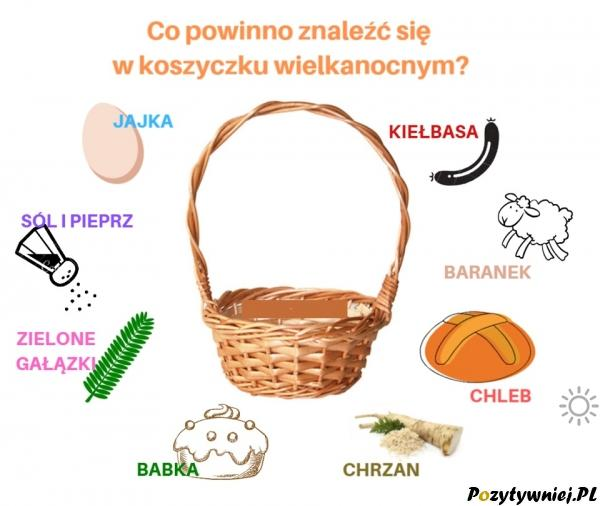 Co powinno znaleźć się
w koszyczku wielkanocnym?
JAJKA
KIEŁBASA
SÓL I PIEPRZ
BARANEK
ZIELONE
GAŁĄZKI
CHLEB
BABKA
CHRZAN
Pozytywniej.PL